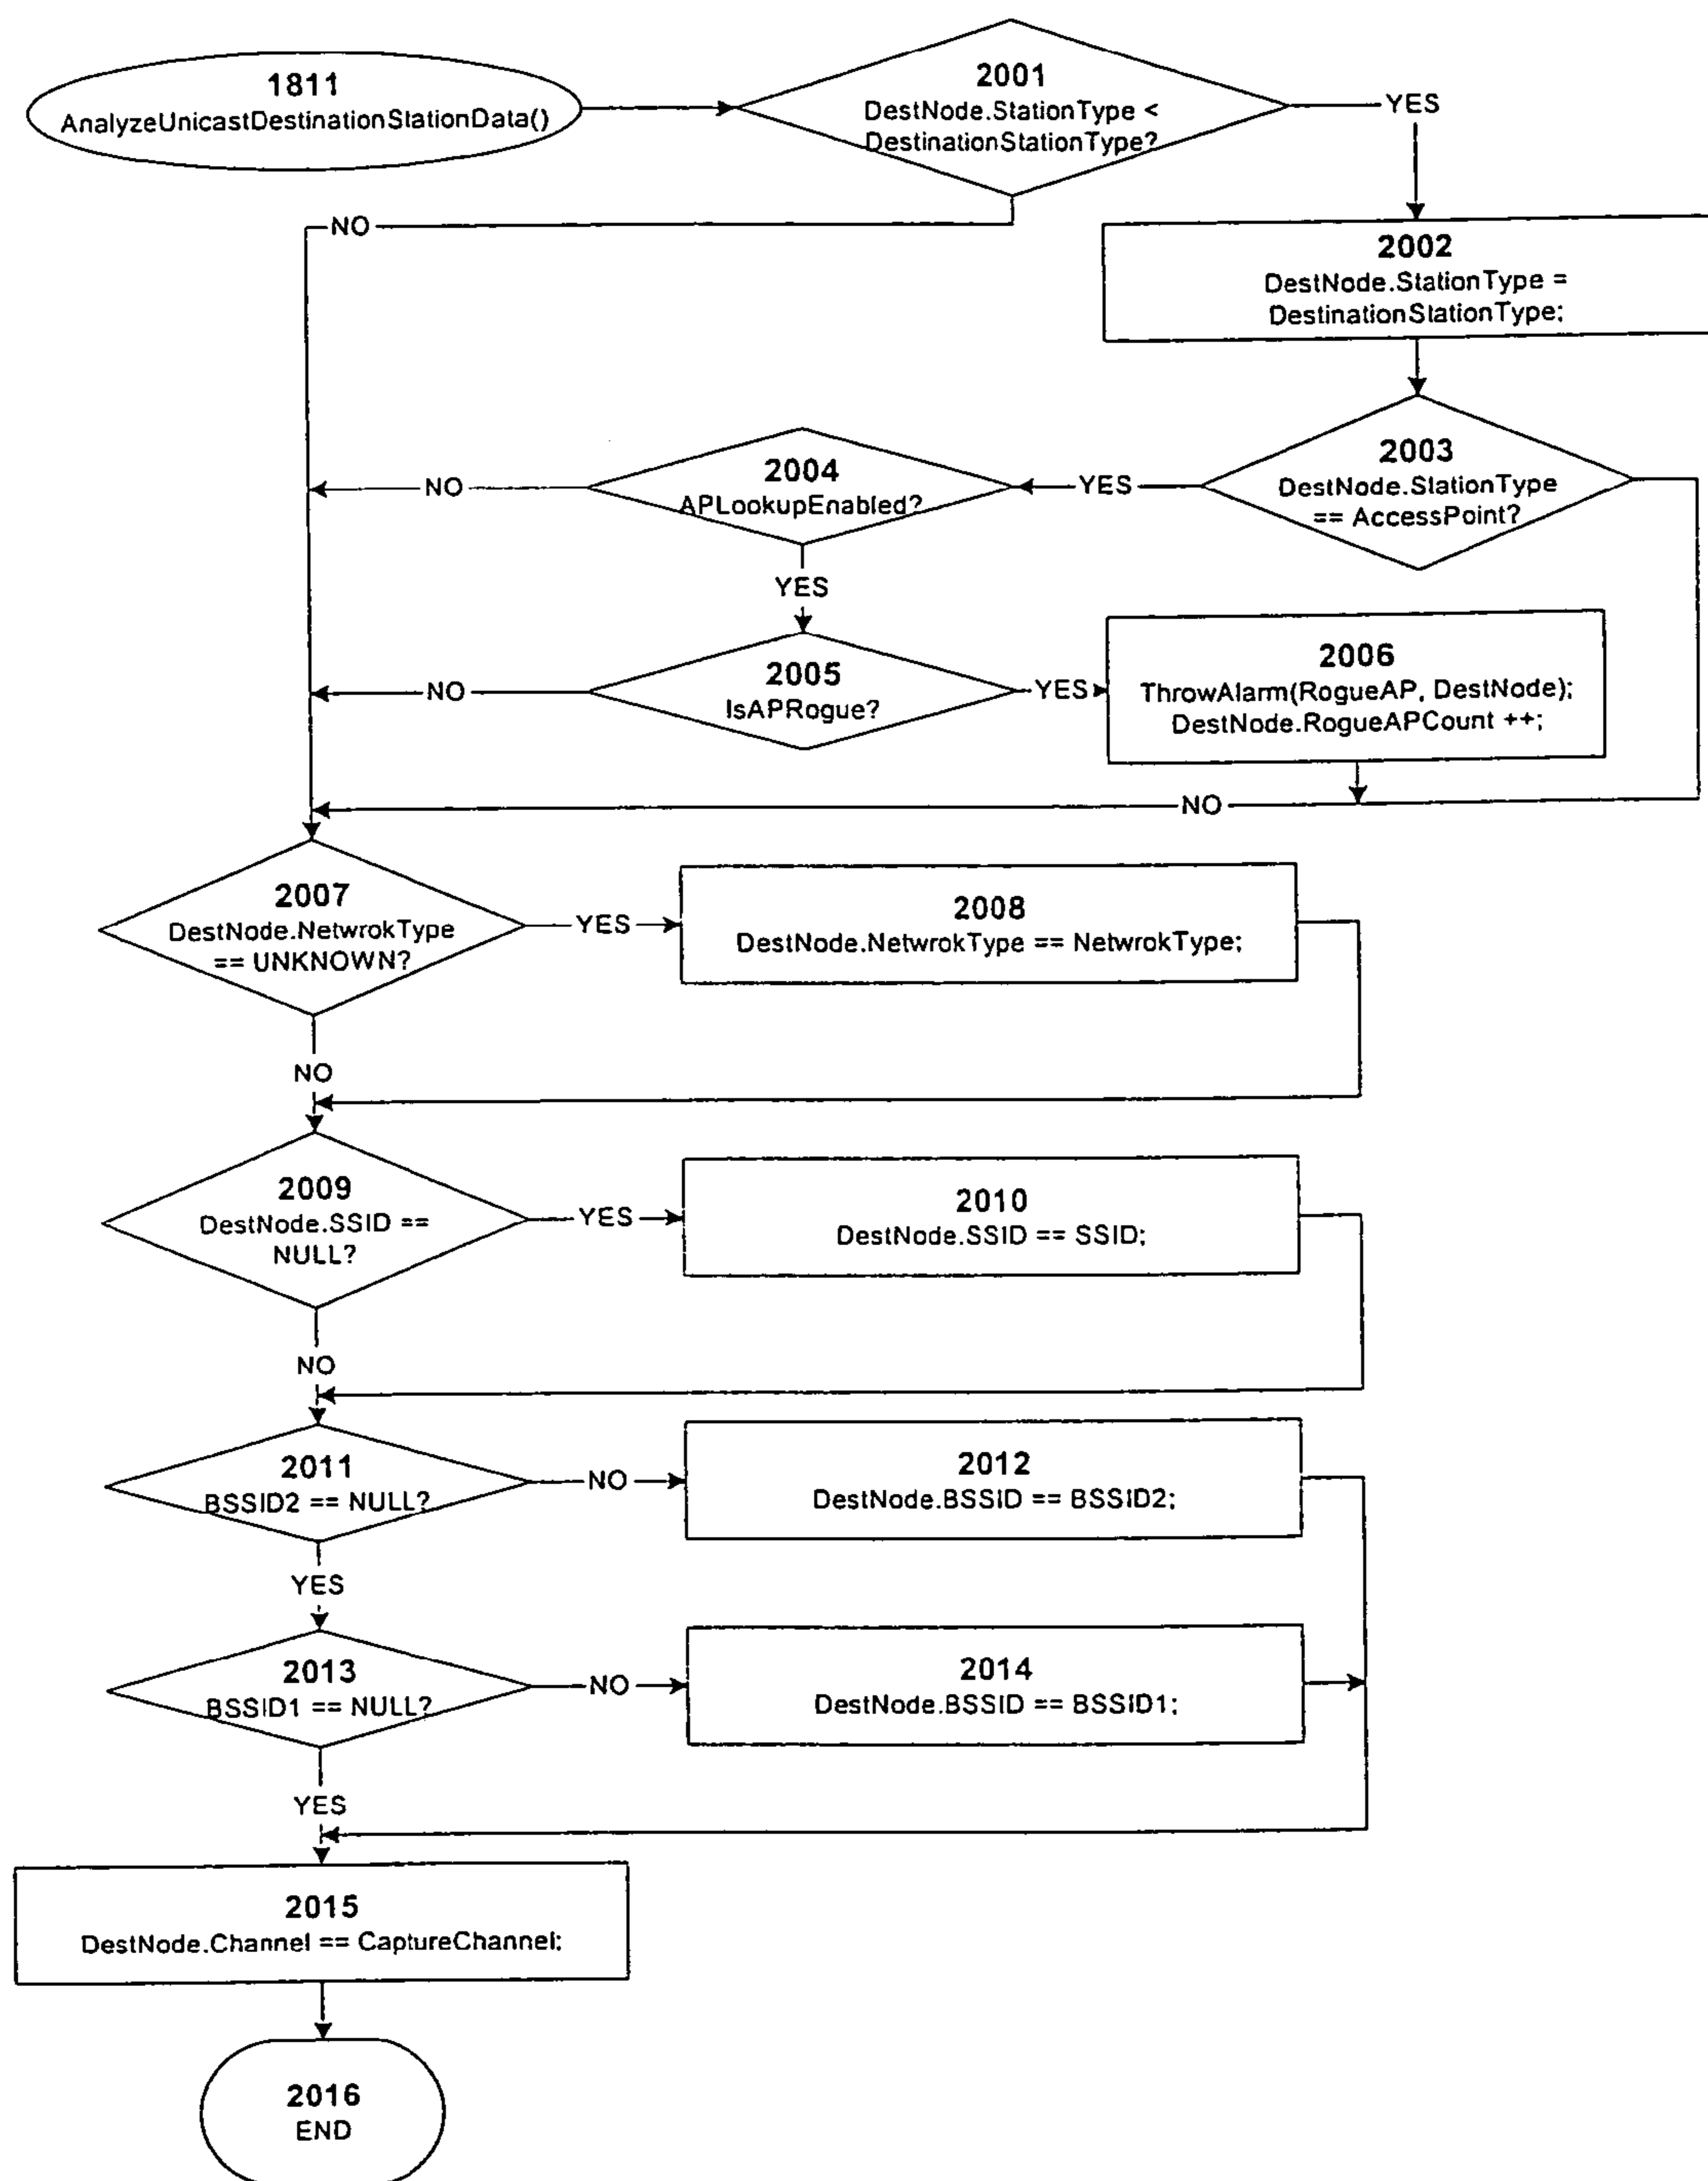 1811
AnalyzeUnicastDestinationStationData()
2001
DestNode.StationType <
DestinationStationType?
YES
NO
2002
DestNode.StationType =
DestinationStationType;
2003
DestNode.StationType
== AccessPoint?
YES
2004
APLookupEnabled?
NO
YES
2005
IsAPRogue?
NO
YES
2006
ThrowAlarm(RogueAP, DestNode);
DestNode.RogueAPCount ++;
NO
2007
DestNode.NetwrokType
== UNKNOWN?
YES
2008
DestNode.NetwrokType == NetwrokType;
NO
2009
DestNode.SSID ==
NULL?
YES
2010
DestNode.SSID == SSID;
NO
2011
BSSID2 == NULL?
NO
2012
DestNode.BSSID == BSSID2;
YES
2013
BSSID1 == NULL?
NO
2014
DestNode.BSSID == BSSID1;
YES
2015
DestNode.Channel == CaptureChannel;
2016
END